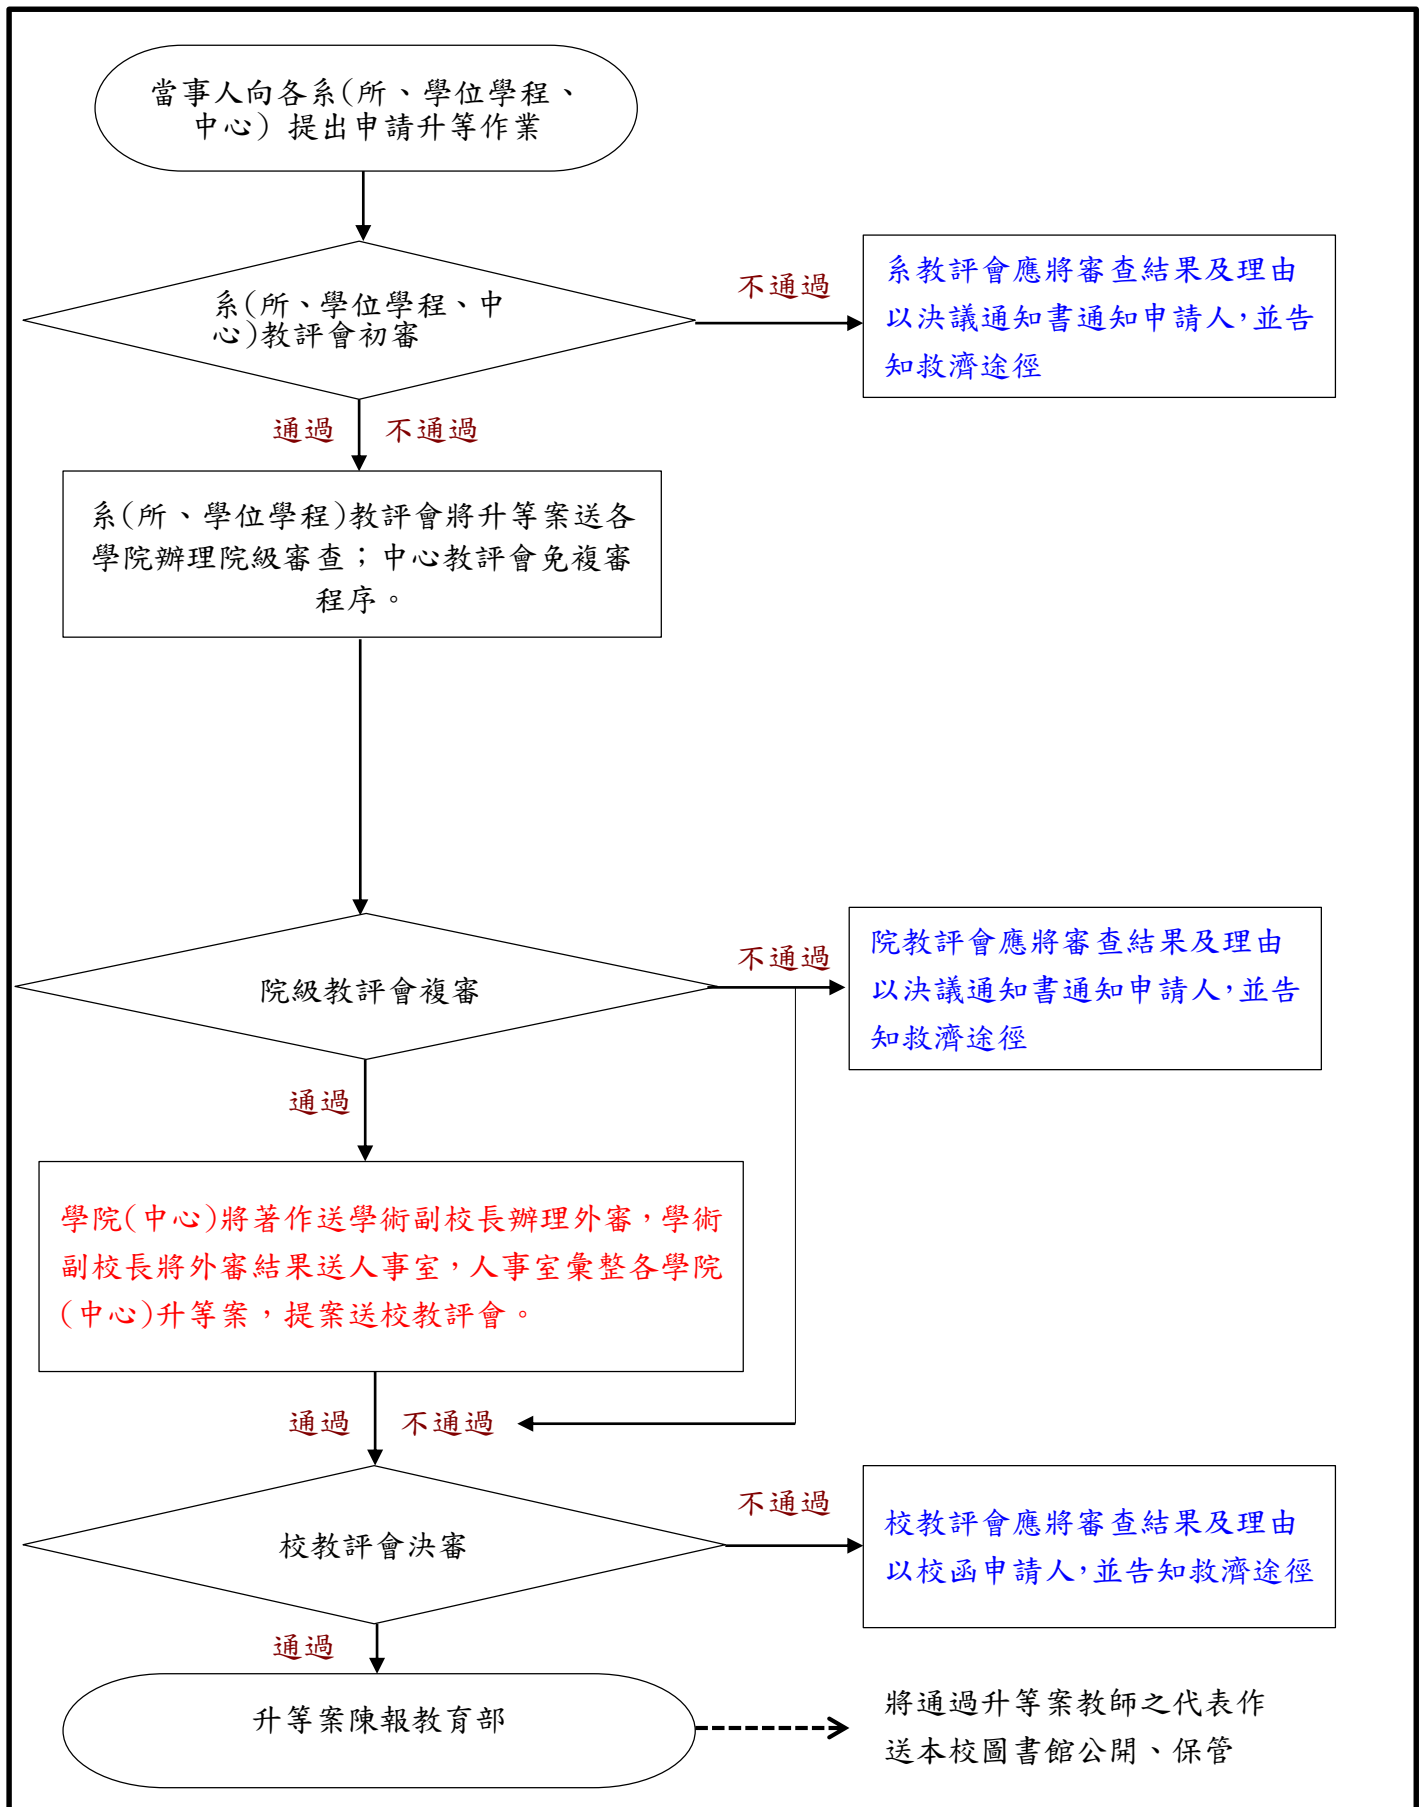 當事人向各系(所、學位學程、
中心) 提出申請升等作業
系(所、學位學程、中
心)教評會初審
不通過
系教評會應將審查結果及理由
以決議通知書通知申請人,並告
知救濟途徑
通過
不通過
系(所、學位學程)教評會將升等案送各
學院辦理院級審查;中心教評會免複審
程序。
院級教評會複審
不通過
院教評會應將審查結果及理由
以決議通知書通知申請人,並告
知救濟途徑
通過
學院(中心)將著作送學術副校長辦理外審,學術
副校長將外審結果送人事室,人事室彙整各學院
(中心)升等案,提案送校教評會。
通過
不通過
校教評會決審
不通過
校教評會應將審查結果及理由
以校函申請人,並告知救濟途徑
通過
升等案陳報教育部
將通過升等案教師之代表作
送本校圖書館公開、保管